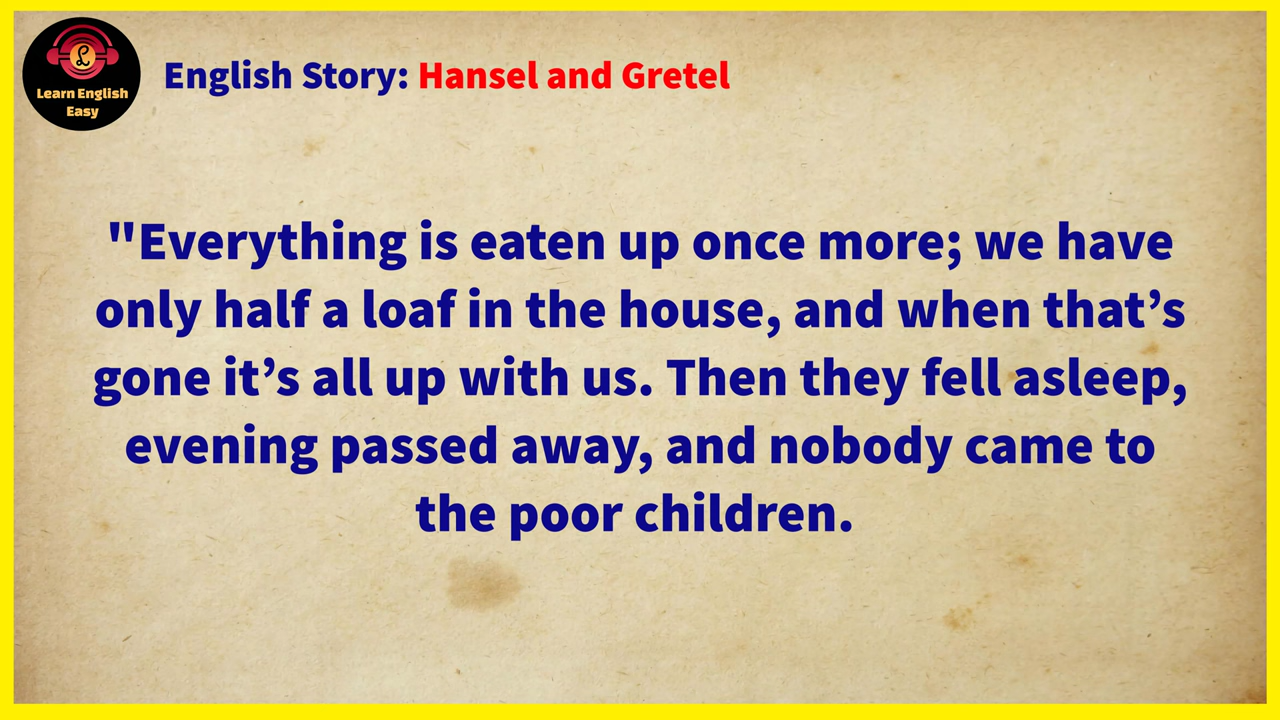 Learn English
Easy
English Story: Hansel and Gretel
"Everything is eaten up once more; we have
only half a loaf in the house, and when that’s
gone it’s all up with us. Then they fell asleep,
evening passed away, and nobody came to
the poor children.